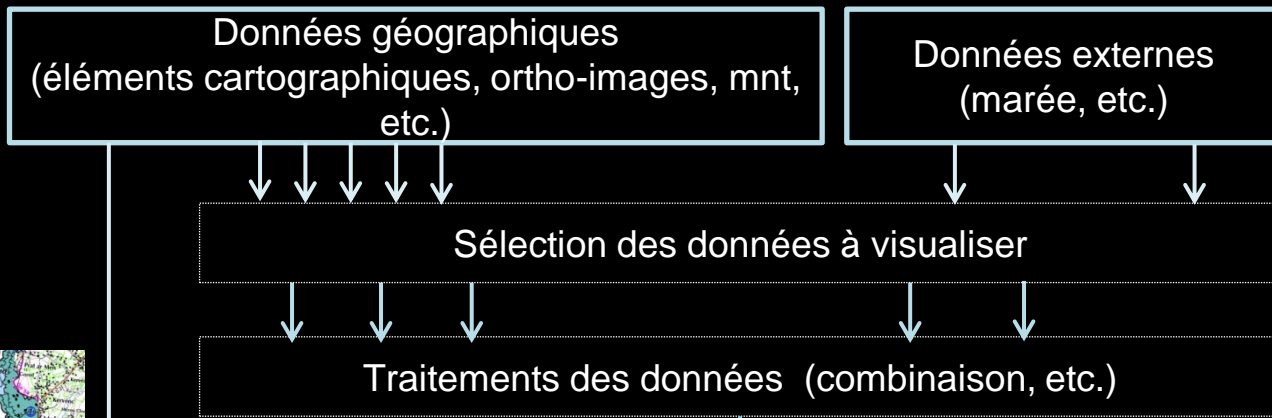 Données géographiques
(éléments cartographiques, ortho-images, mnt,
etc.)
Données externes
(marée, etc.)
Sélection des données à visualiser
Traitements des données (combinaison, etc.)